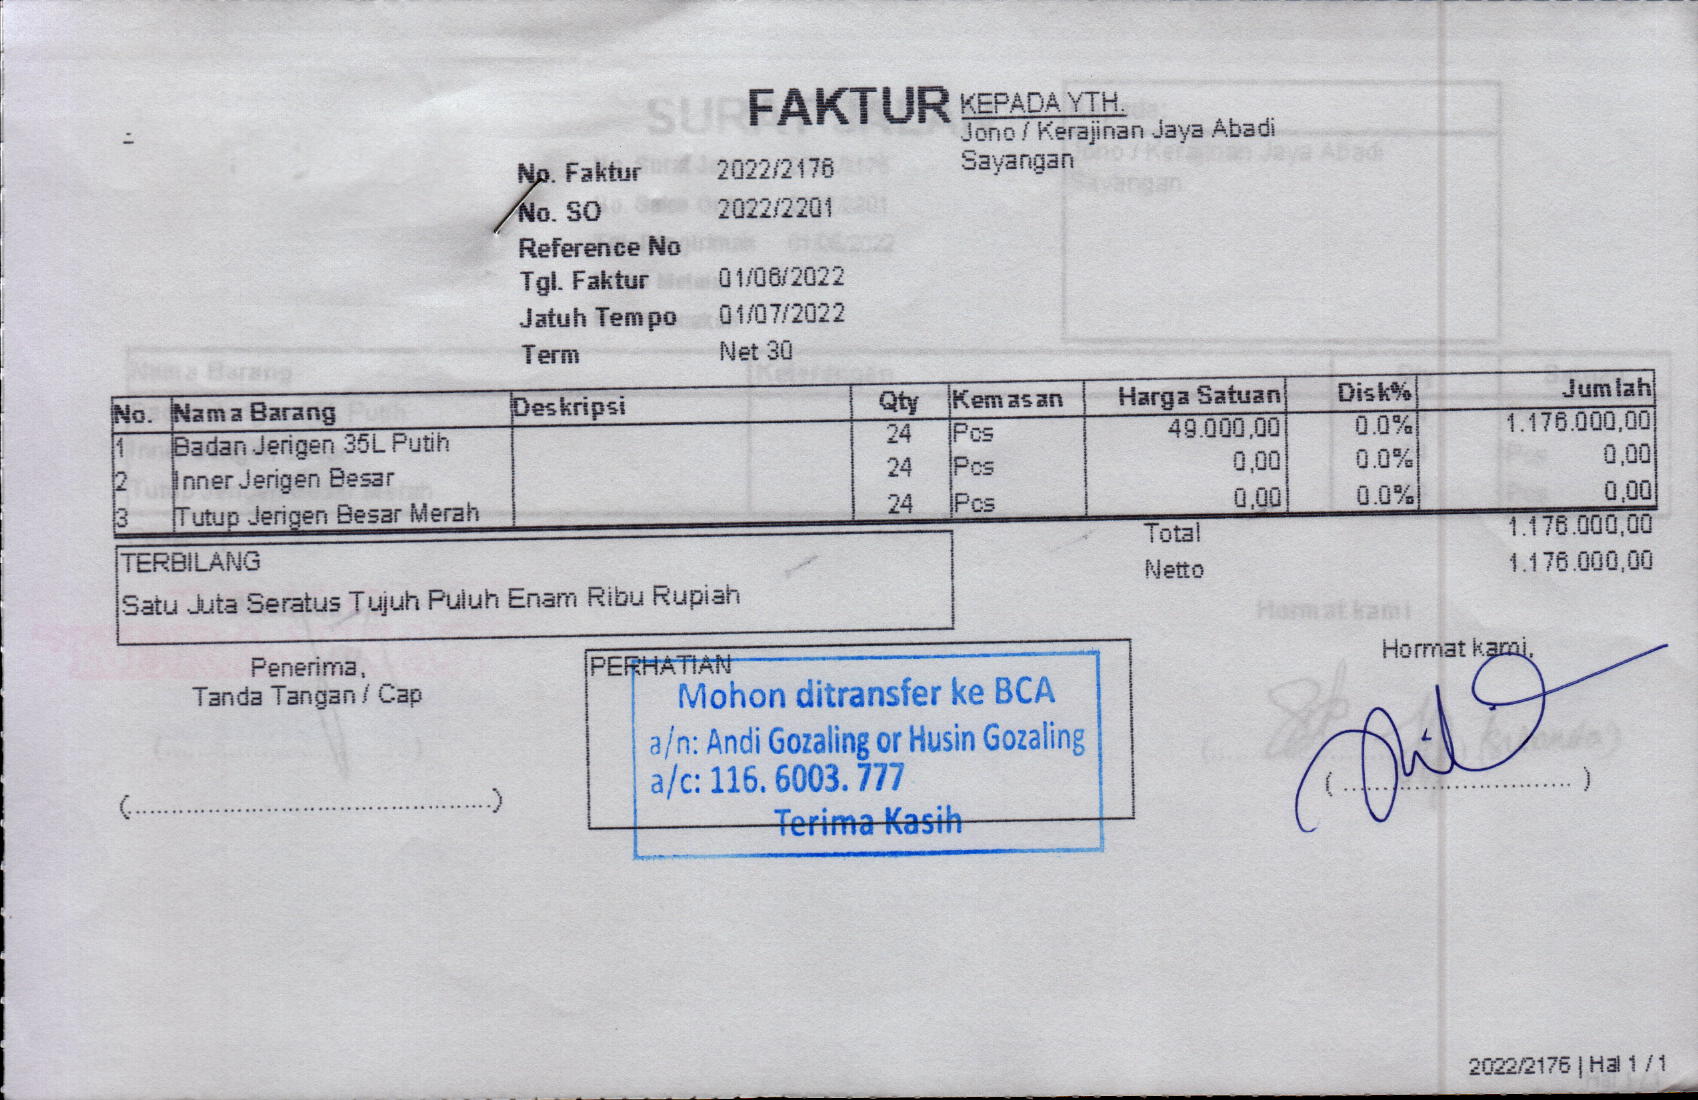 FAKTUR
KEPADA YTH.
Jono / Kerajinan Jaya Abadi
Sayangan
No. Faktur 2022/2176
No. SO 2022/2201
Reference No
Tgl. Faktur 01/06/2022
Jatuh Tempo 01/07/2022
Term Net 30
No. Nama Barang Deskripsi Qty Kemasan Harga Satuan Disk% Jumlah
1 Badan Jerigen 35L Putih 24 Pcs 49.000,00 0.0% 1.176.000,00
2 Inner Jerigen Besar 24 Pcs 0,00 0.0% 0,00
3 Tutup Jerigen Besar Merah 24 Pcs 0,00 0.0% 0,00
Total 1.176.000,00
Netto 1.176.000,00
TERBILANG
Satu Juta Seratus Tujuh Puluh Enam Ribu Rupiah
Penerima,
Tanda Tangan / Cap
(..........................................)
PERHATIAN
Mohon ditransfer ke BCA
a/n: Andi Gozaling or Husin Gozaling
a/c: 116. 6003. 777
Terima Kasih
Hormat kami,
(..............................)
2022/2176 | Hal 1 / 1